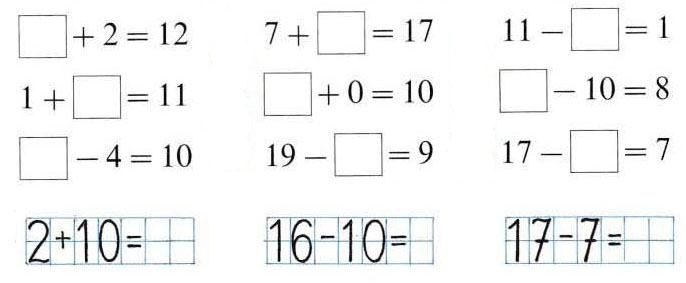 □ + 2 = 12 7 + □ = 17 11 − □ = 1
1 + □ = 11 □ + 0 = 10 □ − 10 = 8
□ − 4 = 10 19 − □ = 9 17 − □ = 7
2+10= 16-10= 17-7=